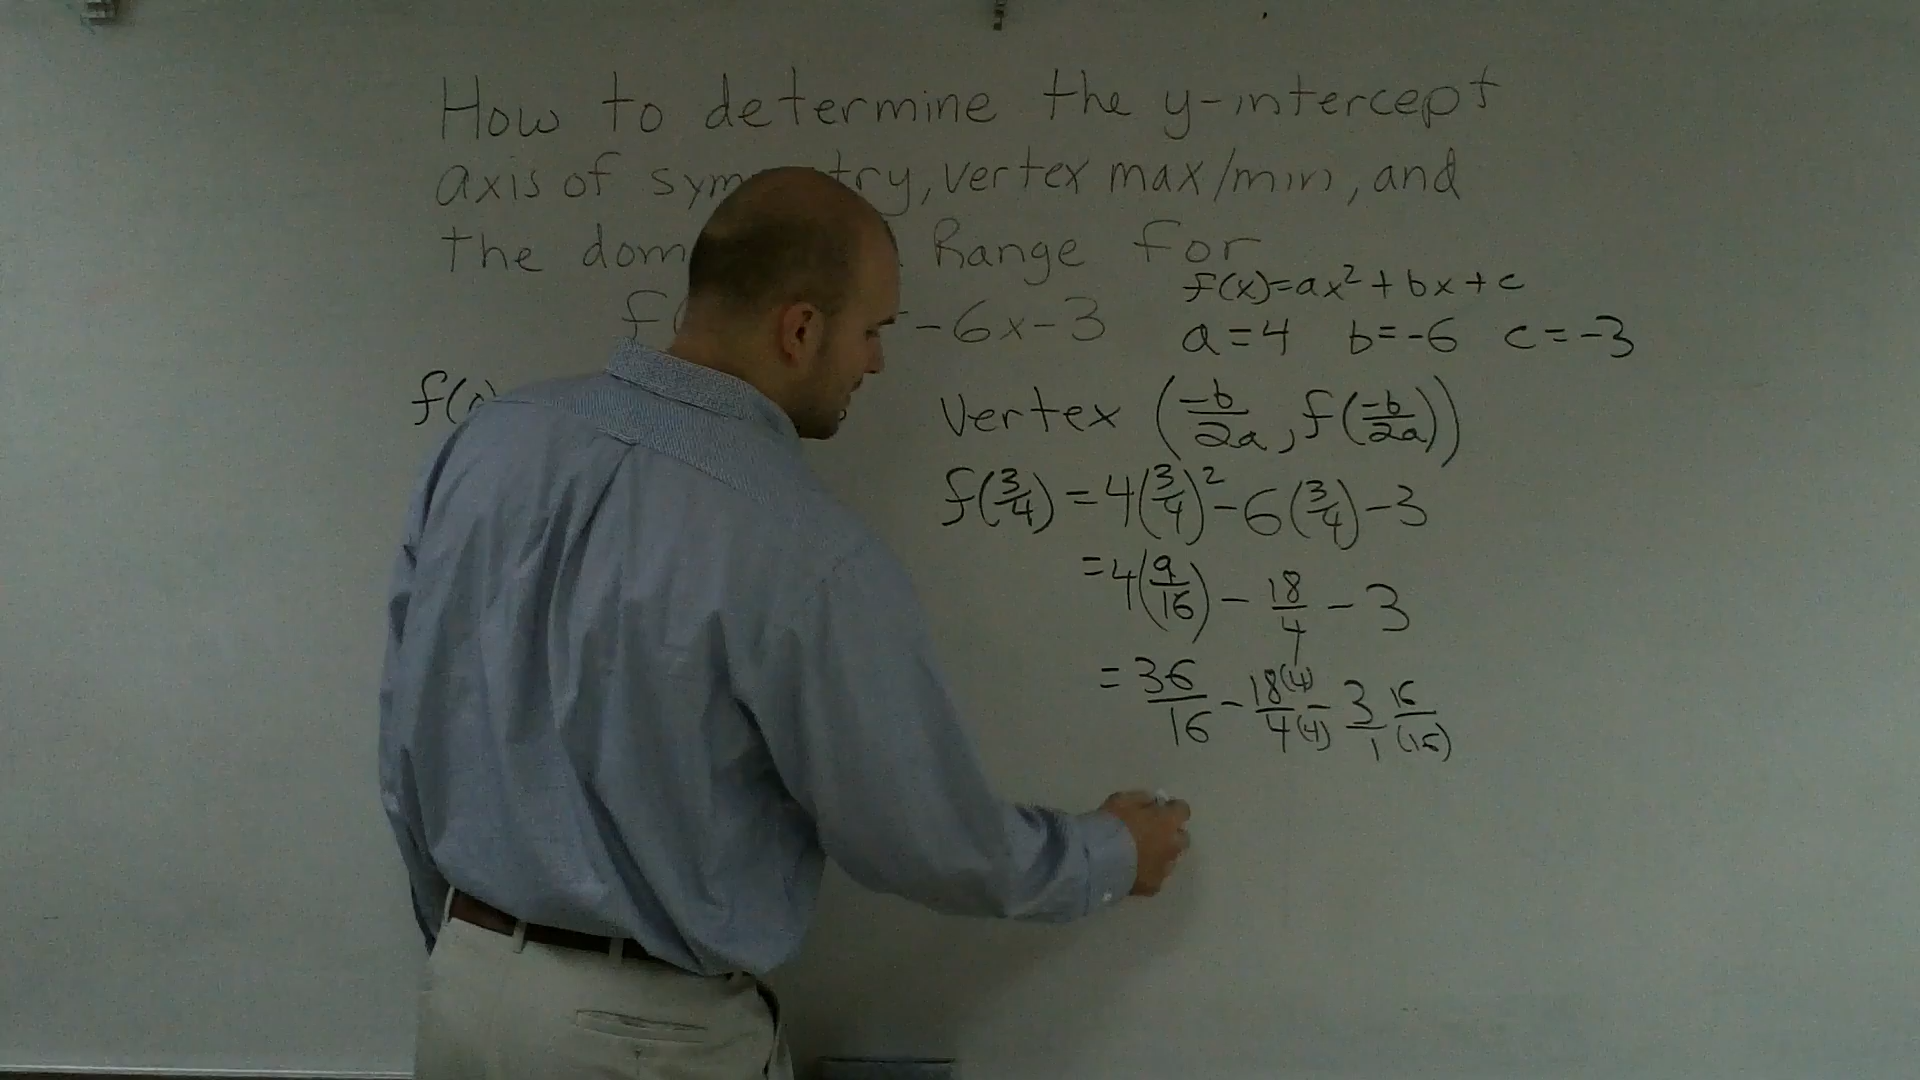 How to determine the y-intercept
axis of symmetry, vertex max/min, and
the dom Range for
f( -6x-3
f(x)=ax²+bx+c
a=4 b=-6 c=-3
f(
Vertex (-b/2a, f(-b/2a))
f(3/4)=4(3/4)²-6(3/4)-3
=4(9/16)-18/4-3
=36/16-18(4)/4(4)-3/1 16/(16)